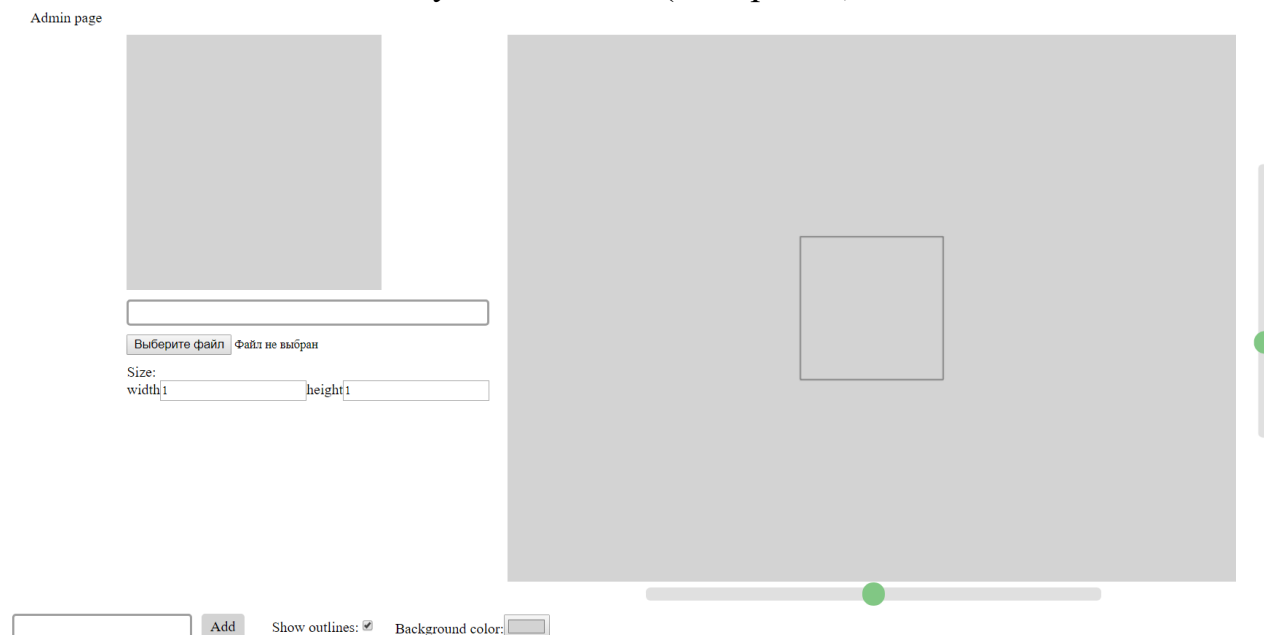 Admin page
Выберите файл Файл не выбран
Size:
width 1 height 1
Add Show outlines: Background color: